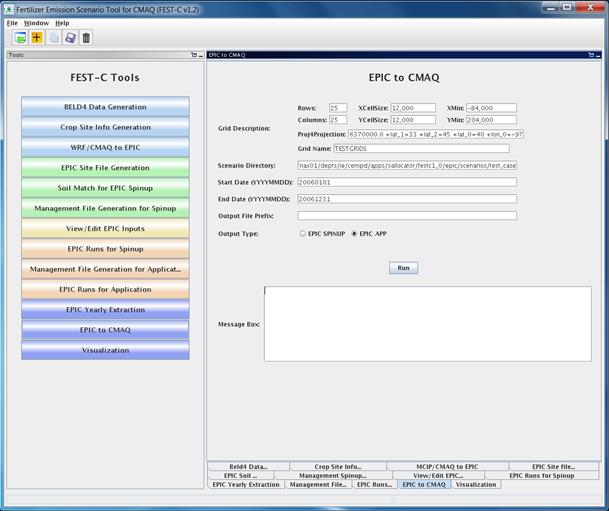 Fertilizer Emission Scenario Tool for CMAQ (FEST-C v1.2)
File Window Help
Tools
EPIC to CMAQ
FEST-C Tools
BELD4 Data Generation
Crop Site Info Generation
WRF/CMAQ to EPIC
EPIC Site File Generation
Soil Match for EPIC Spinup
Management File Generation for Spinup
View/Edit EPIC Inputs
EPIC Runs for Spinup
Management File Generation for Applicat...
EPIC Runs for Application
EPIC Yearly Extraction
EPIC to CMAQ
Visualization
EPIC to CMAQ
Grid Description:
Rows: 25 XCellSize: 12,000 XMin: -84,000
Columns: 25 YCellSize: 12,000 YMin: 204,000
Proj4Projection: 6370000.0 +lat_1=33 +lat_2=45 +lat_0=40 +lon_0=-97
Grid Name: TESTGRIDS
Scenario Directory: nas01/depts/ie/cempd/apps/sallocator/festc1_0/epic/scenarios/test_case
Start Date (YYYYMMDD): 20060101
End Date (YYYYMMDD): 20061231
Output File Prefix:
Output Type: EPIC SPINUP EPIC APP
Run
Message Box:
Beld4 Data... Crop Site Info... MCIP/CMAQ to EPIC EPIC Site file...
EPIC Soil ... Management Spinup... View/Edit EPIC... EPIC Runs for Spinup
EPIC Yearly Extraction Management File... EPIC Runs... EPIC to CMAQ Visualization